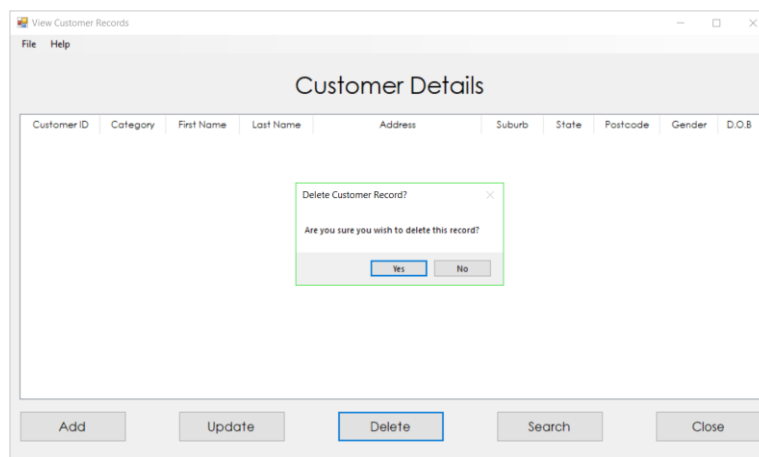 View Customer Records
File Help
Customer Details
Customer ID Category First Name Last Name Address Suburb State Postcode Gender D.O.B
Delete Customer Record?
Are you sure you wish to delete this record?
Yes No
Add Update Delete Search Close